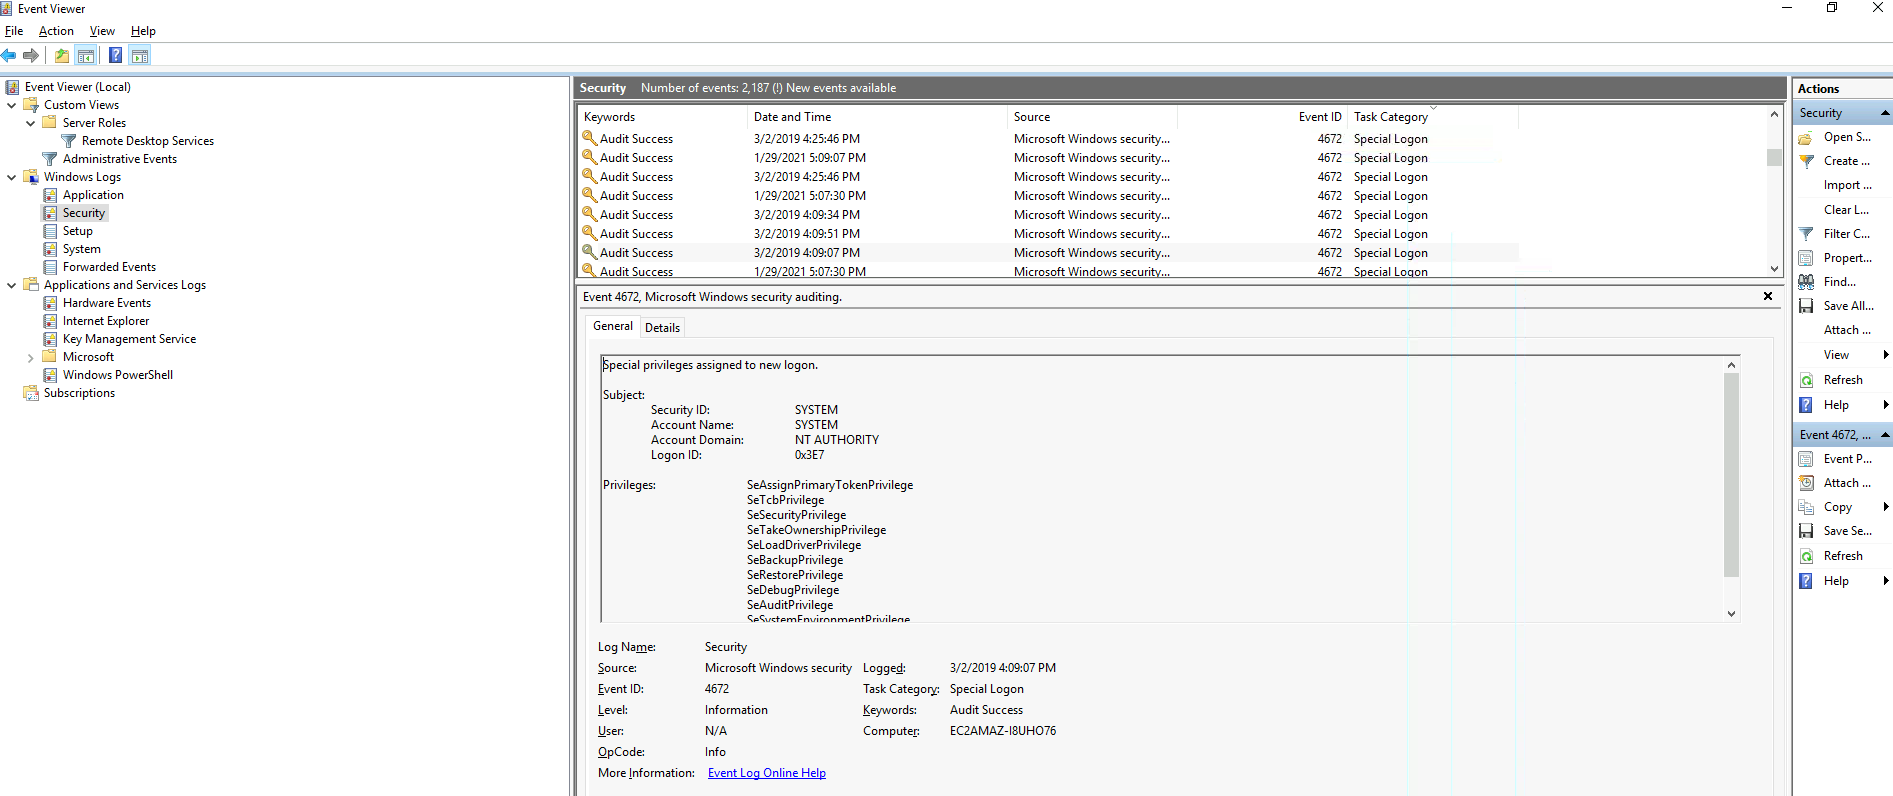 Event Viewer
File Action View Help
Event Viewer (Local)
Custom Views
Server Roles
Remote Desktop Services
Administrative Events
Windows Logs
Application
Security
Setup
System
Forwarded Events
Applications and Services Logs
Hardware Events
Internet Explorer
Key Management Service
Microsoft
Windows PowerShell
Subscriptions
Security Number of events: 2,187 (!) New events available
Keywords Date and Time Source Event ID Task Category
Audit Success 3/2/2019 4:25:46 PM Microsoft Windows security... 4672 Special Logon
Audit Success 1/29/2021 5:09:07 PM Microsoft Windows security... 4672 Special Logon
Audit Success 3/2/2019 4:25:46 PM Microsoft Windows security... 4672 Special Logon
Audit Success 1/29/2021 5:07:30 PM Microsoft Windows security... 4672 Special Logon
Audit Success 3/2/2019 4:09:34 PM Microsoft Windows security... 4672 Special Logon
Audit Success 3/2/2019 4:09:51 PM Microsoft Windows security... 4672 Special Logon
Audit Success 3/2/2019 4:09:07 PM Microsoft Windows security... 4672 Special Logon
Audit Success 1/29/2021 5:07:30 PM Microsoft Windows security... 4672 Special Logon
Event 4672, Microsoft Windows security auditing.
General Details
Special privileges assigned to new logon.
Subject:
Security ID: SYSTEM
Account Name: SYSTEM
Account Domain: NT AUTHORITY
Logon ID: 0x3E7
Privileges: SeAssignPrimaryTokenPrivilege
SeTcbPrivilege
SeSecurityPrivilege
SeTakeOwnershipPrivilege
SeLoadDriverPrivilege
SeBackupPrivilege
SeRestorePrivilege
SeDebugPrivilege
SeAuditPrivilege
SeSystemEnvironmentPrivilege
Log Name: Security
Source: Microsoft Windows security Logged: 3/2/2019 4:09:07 PM
Event ID: 4672 Task Category: Special Logon
Level: Information Keywords: Audit Success
User: N/A Computer: EC2AMAZ-I8UHO76
OpCode: Info
More Information: Event Log Online Help
Actions
Security
Open S...
Create ...
Import ...
Clear L...
Filter C...
Propert...
Find...
Save All...
Attach ...
View
Refresh
Help
Event 4672, ...
Event P...
Attach ...
Copy
Save Se...
Refresh
Help